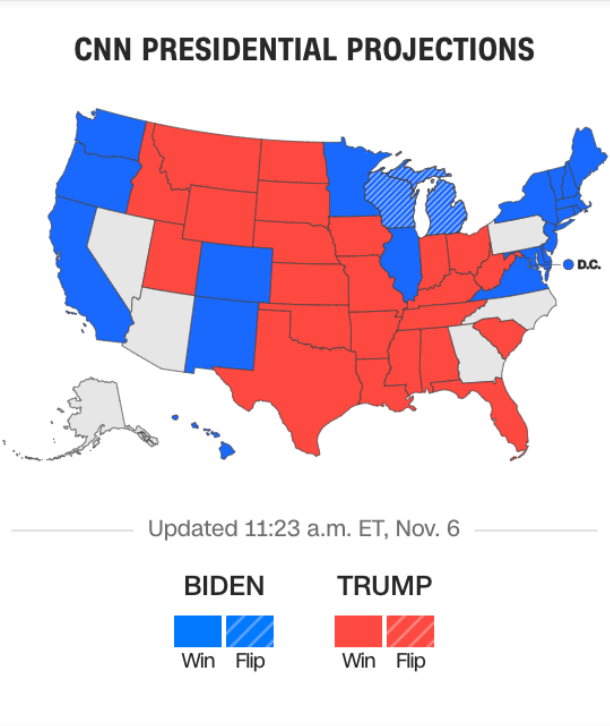 CNN PRESIDENTIAL PROJECTIONS
D.C.
Updated 11:23 a.m. ET, Nov. 6
BIDEN TRUMP
Win Flip Win Flip